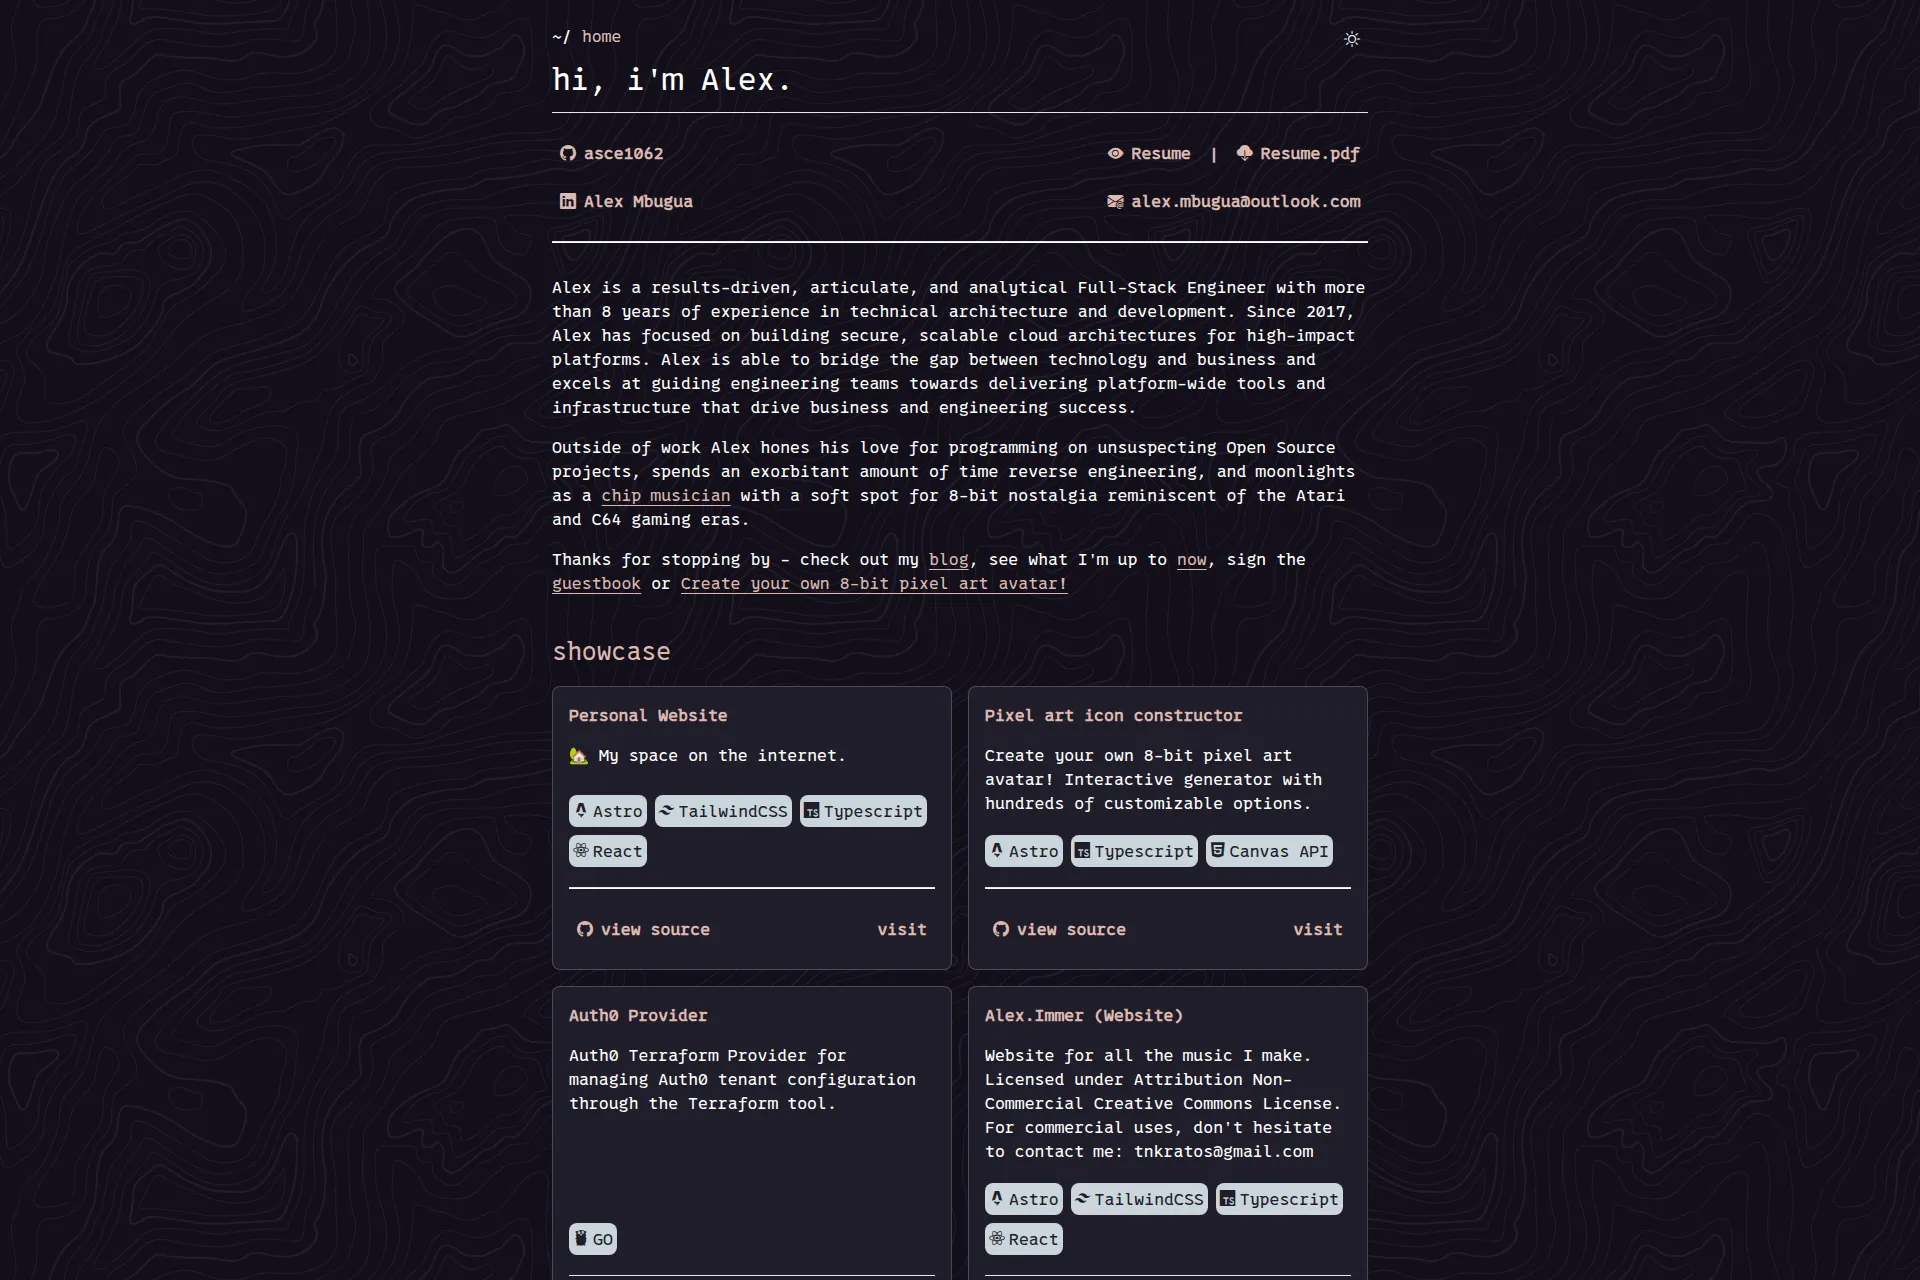 ~/ home
hi, i'm Alex.
asce1062
Resume | Resume.pdf
Alex Mbugua
alex.mbugua@outlook.com
Alex is a results-driven, articulate, and analytical Full-Stack Engineer with more
than 8 years of experience in technical architecture and development. Since 2017,
Alex has focused on building secure, scalable cloud architectures for high-impact
platforms. Alex is able to bridge the gap between technology and business and
excels at guiding engineering teams towards delivering platform-wide tools and
infrastructure that drive business and engineering success.
Outside of work Alex hones his love for programming on unsuspecting Open Source
projects, spends an exorbitant amount of time reverse engineering, and moonlights
as a chip musician with a soft spot for 8-bit nostalgia reminiscent of the Atari
and C64 gaming eras.
Thanks for stopping by - check out my blog, see what I'm up to now, sign the
guestbook or Create your own 8-bit pixel art avatar!
showcase
Personal Website
🏡 My space on the internet.
Astro TailwindCSS Typescript
React
view source visit
Pixel art icon constructor
Create your own 8-bit pixel art
avatar! Interactive generator with
hundreds of customizable options.
Astro Typescript Canvas API
view source visit
Auth0 Provider
Auth0 Terraform Provider for
managing Auth0 tenant configuration
through the Terraform tool.
GO
Alex.Immer (Website)
Website for all the music I make.
Licensed under Attribution Non-
Commercial Creative Commons License.
For commercial uses, don't hesitate
to contact me: tnkratos@gmail.com
Astro TailwindCSS Typescript
React